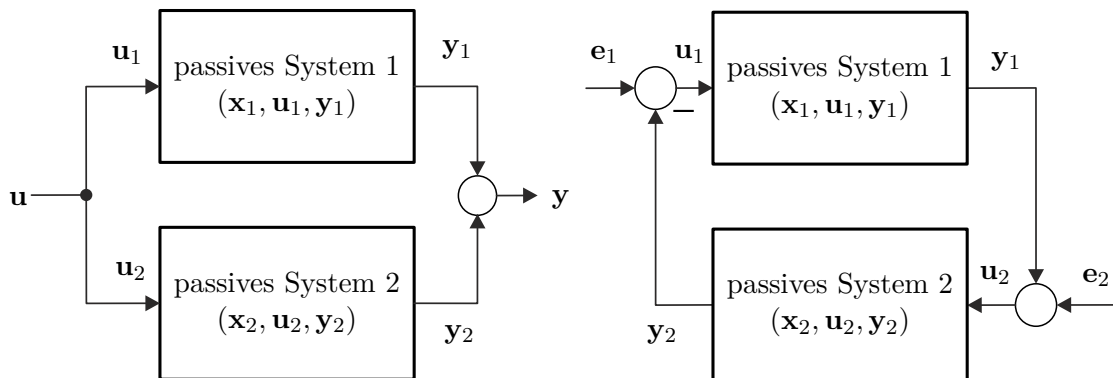 u
u₁
passives System 1
(x₁, u₁, y₁)
y₁
u₂
passives System 2
(x₂, u₂, y₂)
y₂
y
e₁
u₁
−
passives System 1
(x₁, u₁, y₁)
y₁
y₂
passives System 2
(x₂, u₂, y₂)
u₂
e₂